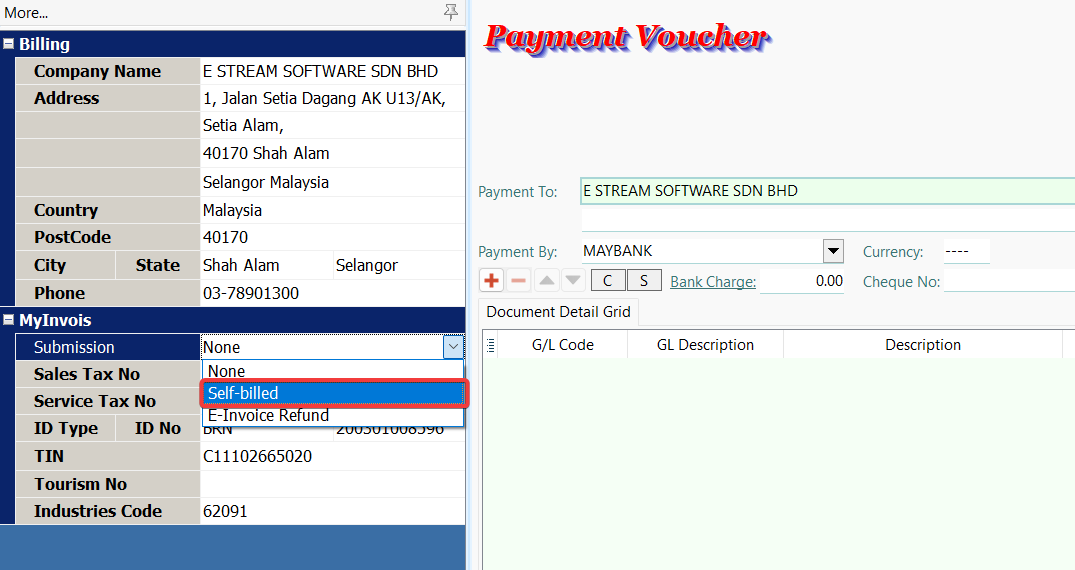 More...
Billing
Company Name E STREAM SOFTWARE SDN BHD
Address 1, Jalan Setia Dagang AK U13/AK,
Setia Alam,
40170 Shah Alam
Selangor Malaysia
Country Malaysia
PostCode 40170
City State Shah Alam Selangor
Phone 03-78901300
MyInvois
Submission None
None
Self-billed
E-Invoice Refund
Sales Tax No
Service Tax No
ID Type ID No BRN 200301008596
TIN C11102665020
Tourism No
Industries Code 62091
Payment Voucher
Payment To: E STREAM SOFTWARE SDN BHD
Payment By: MAYBANK Currency: ----
C S Bank Charge: 0.00 Cheque No:
Document Detail Grid
G/L Code GL Description Description